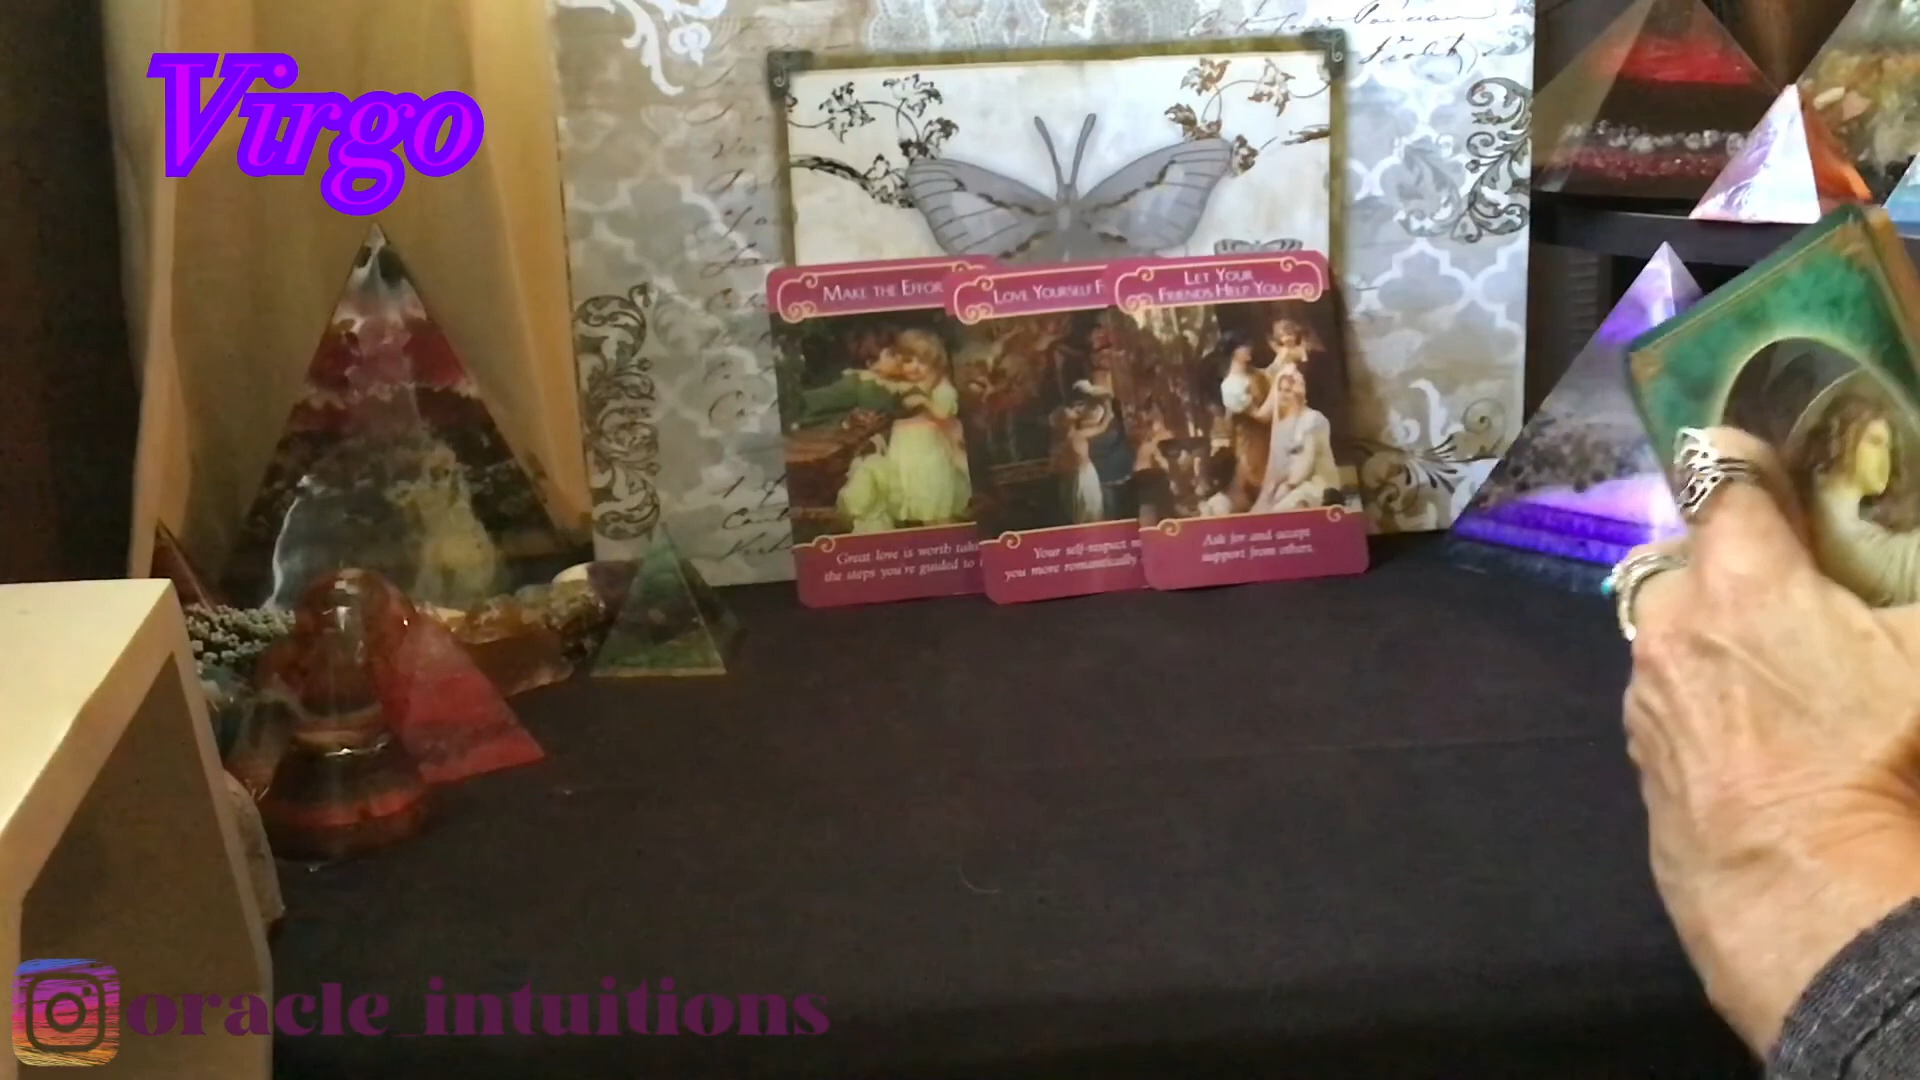 Virgo
MAKE THE EFFOR
LOVE YOURSELF F
LET YOUR
FRIENDS HELP YOU
Great love is worth taki
the steps you're guided to
Your self-respect m
you more romantically
Ask for and accept
support from others.
oracle_intuitions